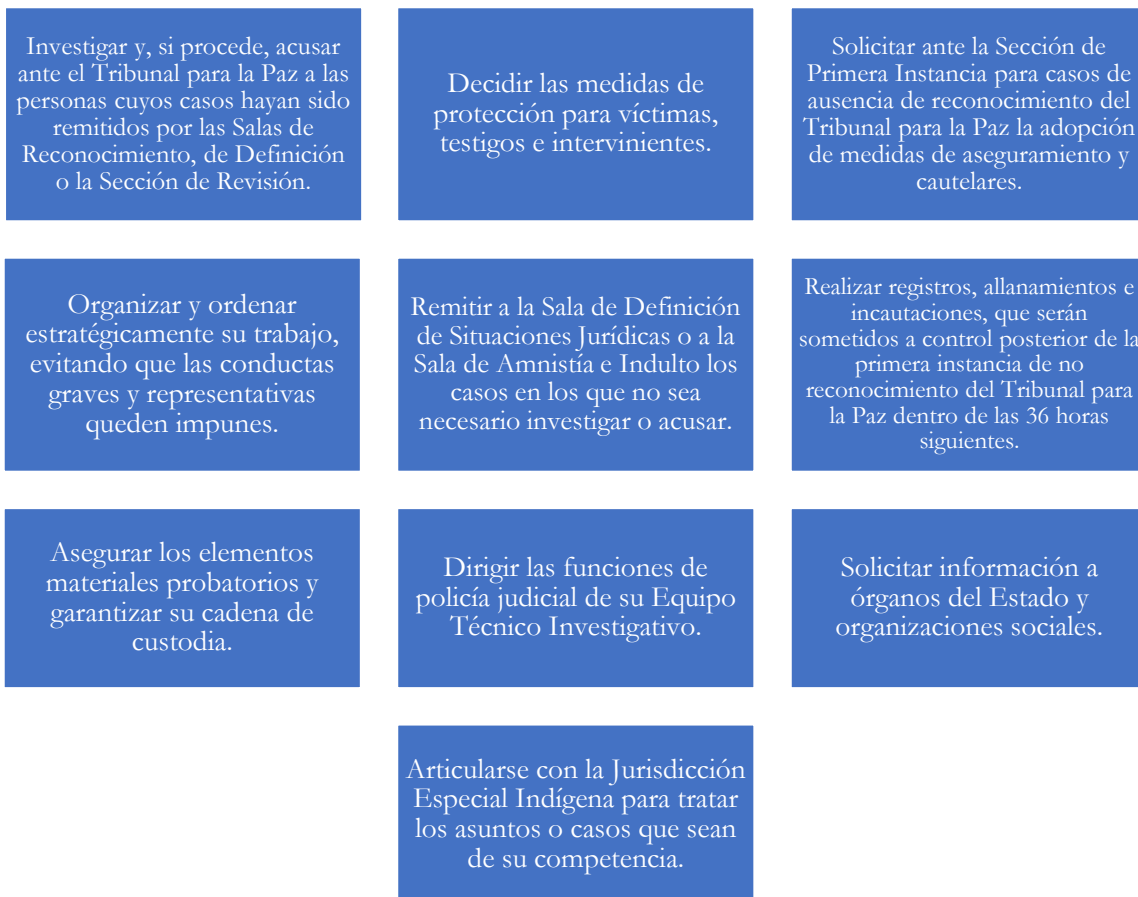 Investigar y, si procede, acusar
ante el Tribunal para la Paz a las
personas cuyos casos hayan sido
remitidos por las Salas de
Reconocimiento, de Definición
o la Sección de Revisión.
Decidir las medidas de
protección para víctimas,
testigos e intervinientes.
Solicitar ante la Sección de
Primera Instancia para casos de
ausencia de reconocimiento del
Tribunal para la Paz la adopción
de medidas de aseguramiento y
cautelares.
Organizar y ordenar
estratégicamente su trabajo,
evitando que las conductas
graves y representativas
queden impunes.
Remitir a la Sala de Definición
de Situaciones Jurídicas o a la
Sala de Amnistía e Indulto los
casos en los que no sea
necesario investigar o acusar.
Realizar registros, allanamientos e
incautaciones, que serán
sometidos a control posterior de la
primera instancia de no
reconocimiento del Tribunal para
la Paz dentro de las 36 horas
siguientes.
Asegurar los elementos
materiales probatorios y
garantizar su cadena de
custodia.
Dirigir las funciones de
policía judicial de su Equipo
Técnico Investigativo.
Solicitar información a
órganos del Estado y
organizaciones sociales.
Articularse con la Jurisdicción
Especial Indígena para tratar
los asuntos o casos que sean
de su competencia.